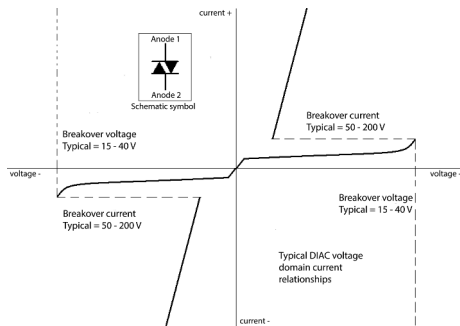 current +
Anode 1
Anode 2
Schematic symbol
Breakover voltage
Typical = 15 - 40 V
Breakover current
Typical = 50 - 200 V
voltage -
voltage -
Breakover current
Typical = 50 - 200 V
Breakover voltage
Typical = 15 - 40 V
Typical DIAC voltage
domain current
relationships
current -